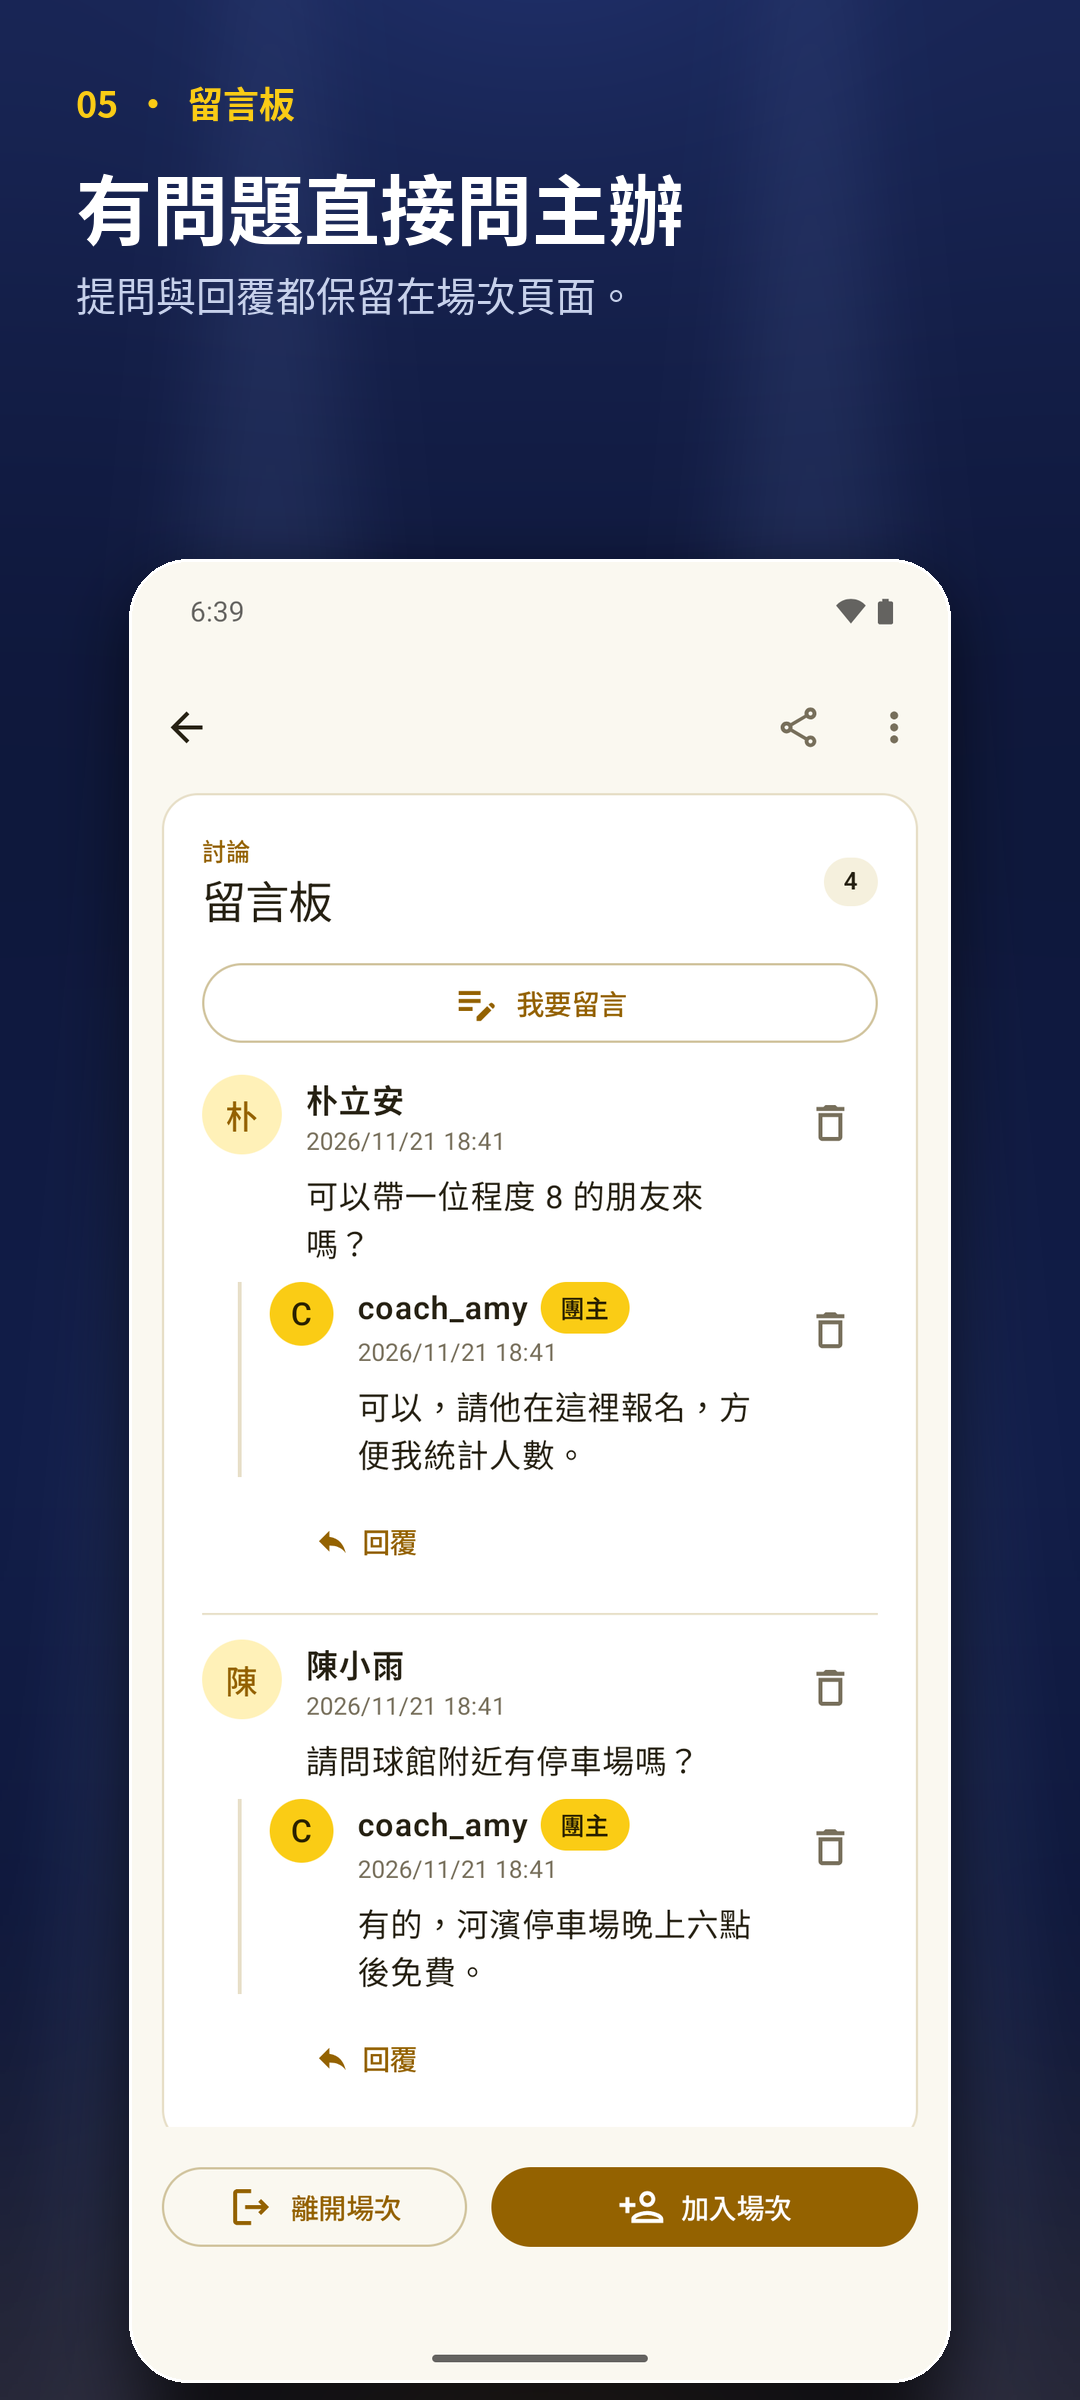 05 • 留言板
有問題直接問主辦
提問與回覆都保留在場次頁面。
6:39
討論
留言板
4
我要留言
朴
朴立安
2026/11/21 18:41
可以帶一位程度 8 的朋友來
嗎？
C
coach_amy 團主
2026/11/21 18:41
可以，請他在這裡報名，方
便我統計人數。
回覆
陳
陳小雨
2026/11/21 18:41
請問球館附近有停車場嗎？
C
coach_amy 團主
2026/11/21 18:41
有的，河濱停車場晚上六點
後免費。
回覆
離開場次
加入場次